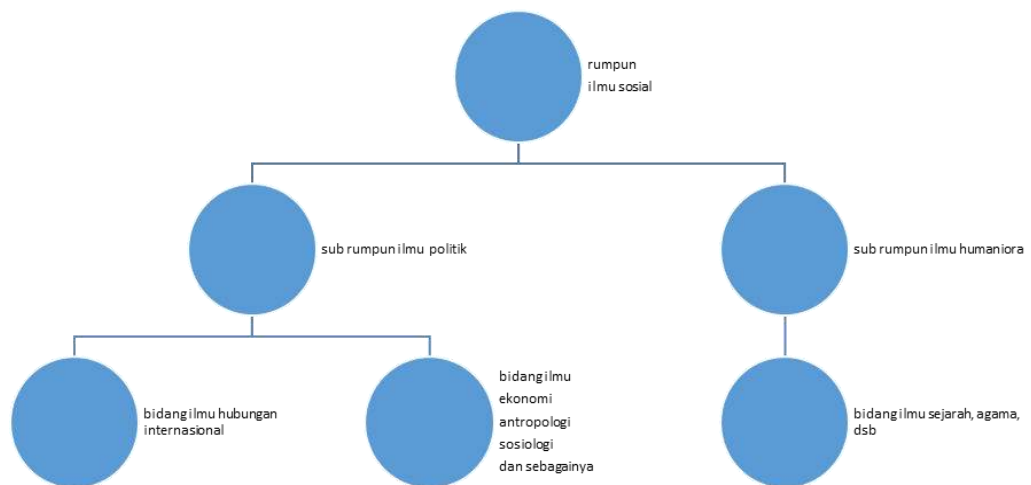 rumpun
ilmu sosial
sub rumpun ilmu politik
sub rumpun ilmu humaniora
bidang ilmu hubungan
internasional
bidang ilmu
ekonomi
antropologi
sosiologi
dan sebagainya
bidang ilmu sejarah, agama,
dsb